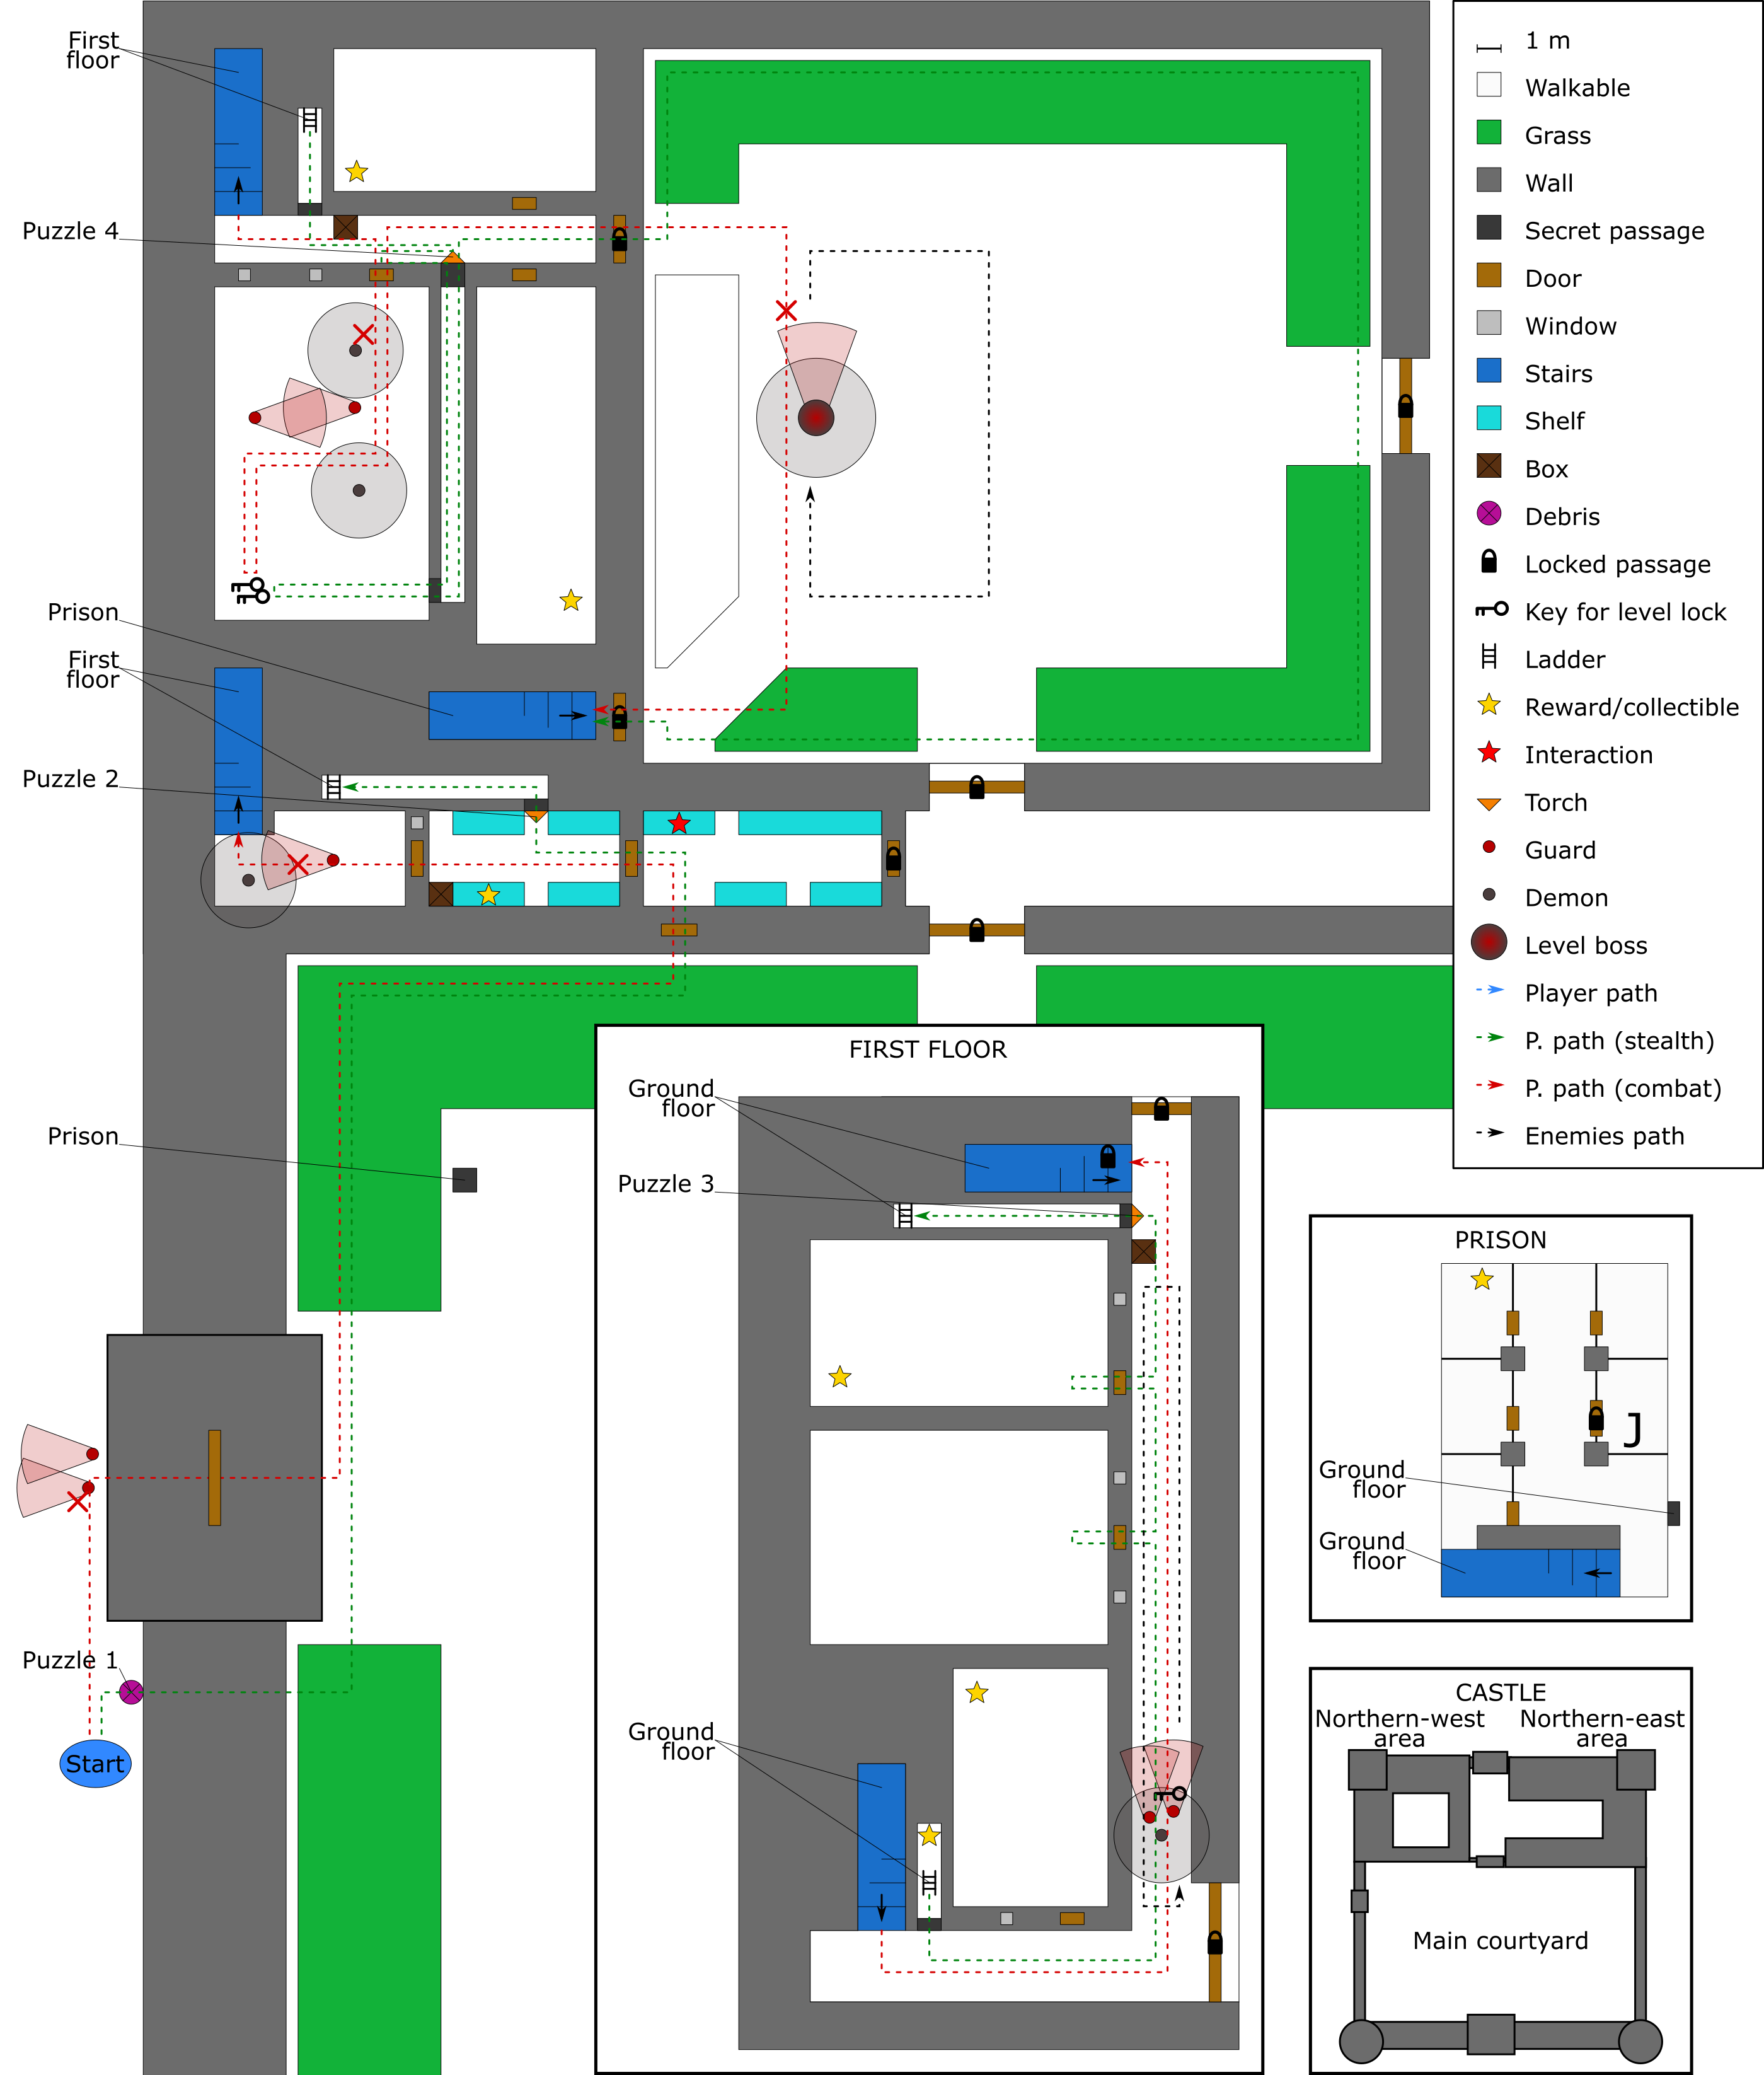 First
floor
Puzzle 4
Prison
First
floor
Puzzle 2
Prison
Puzzle 1
Start
1 m
Walkable
Grass
Wall
Secret passage
Door
Window
Stairs
Shelf
Box
Debris
Locked passage
Key for level lock
Ladder
Reward/collectible
Interaction
Torch
Guard
Demon
Level boss
Player path
P. path (stealth)
P. path (combat)
Enemies path
FIRST FLOOR
Ground
floor
Puzzle 3
Ground
floor
PRISON
J
Ground
floor
Ground
floor
CASTLE
Northern-west
area
Northern-east
area
Main courtyard